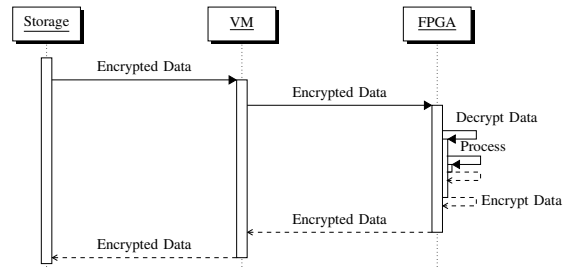 Storage VM FPGA
Encrypted Data
Encrypted Data
Decrypt Data
Process
Encrypt Data
Encrypted Data
Encrypted Data